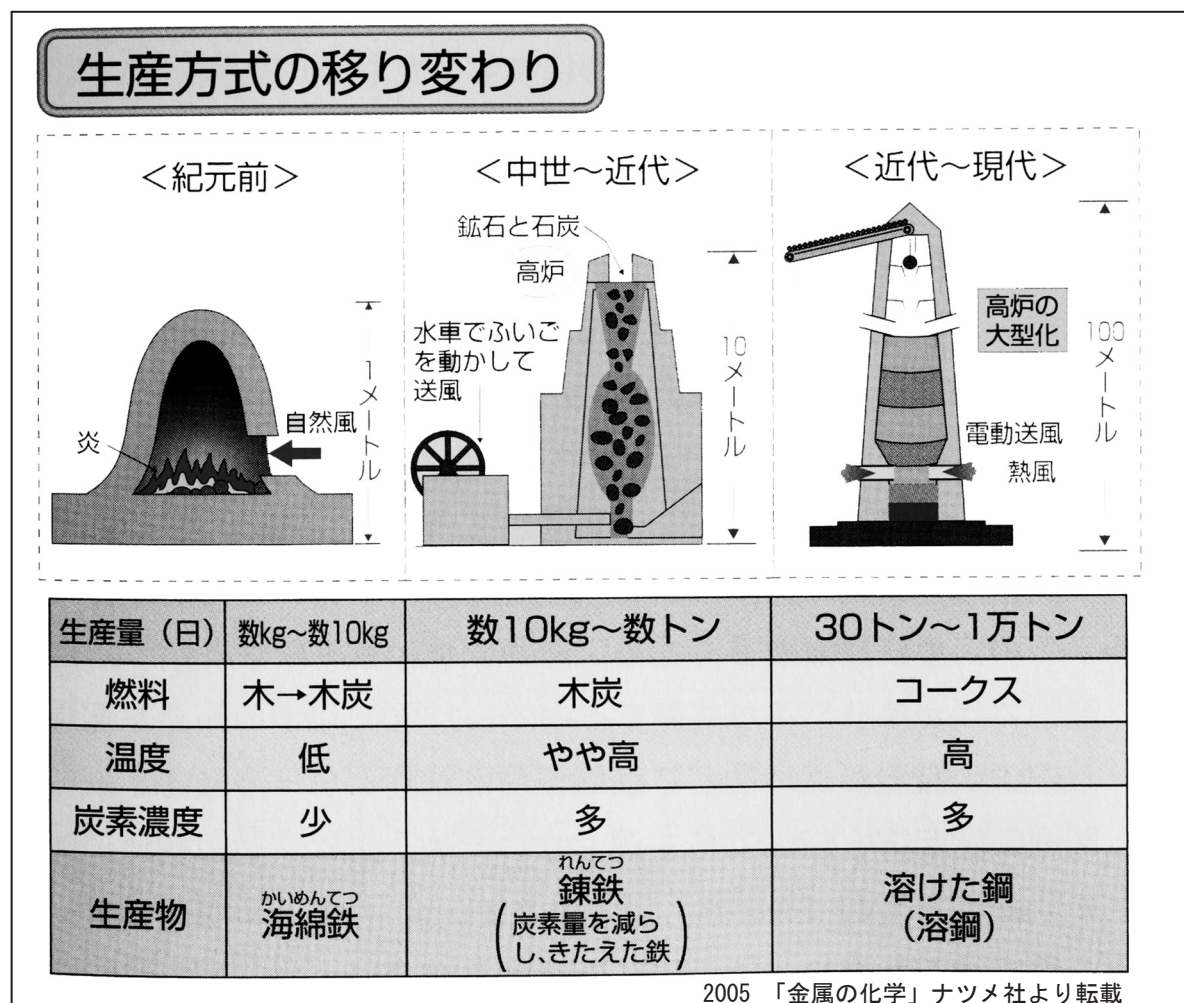 生産方式の移り変わり
<紀元前>
炎
自然風
1メートル
<中世〜近代>
鉱石と石炭
高炉
水車でふいご
を動かして
送風
10メートル
<近代〜現代>
高炉の
大型化
電動送風
熱風
100メートル
生産量(日) 数kg〜数10kg 数10kg〜数トン 30トン〜1万トン
燃料 木→木炭 木炭 コークス
温度 低 やや高 高
炭素濃度 少 多 多
生産物
かいめんてつ
海綿鉄
れんてつ
錬鉄
(炭素量を減ら
し、きたえた鉄)
溶けた鋼
(溶鋼)
2005 「金属の化学」ナツメ社より転載